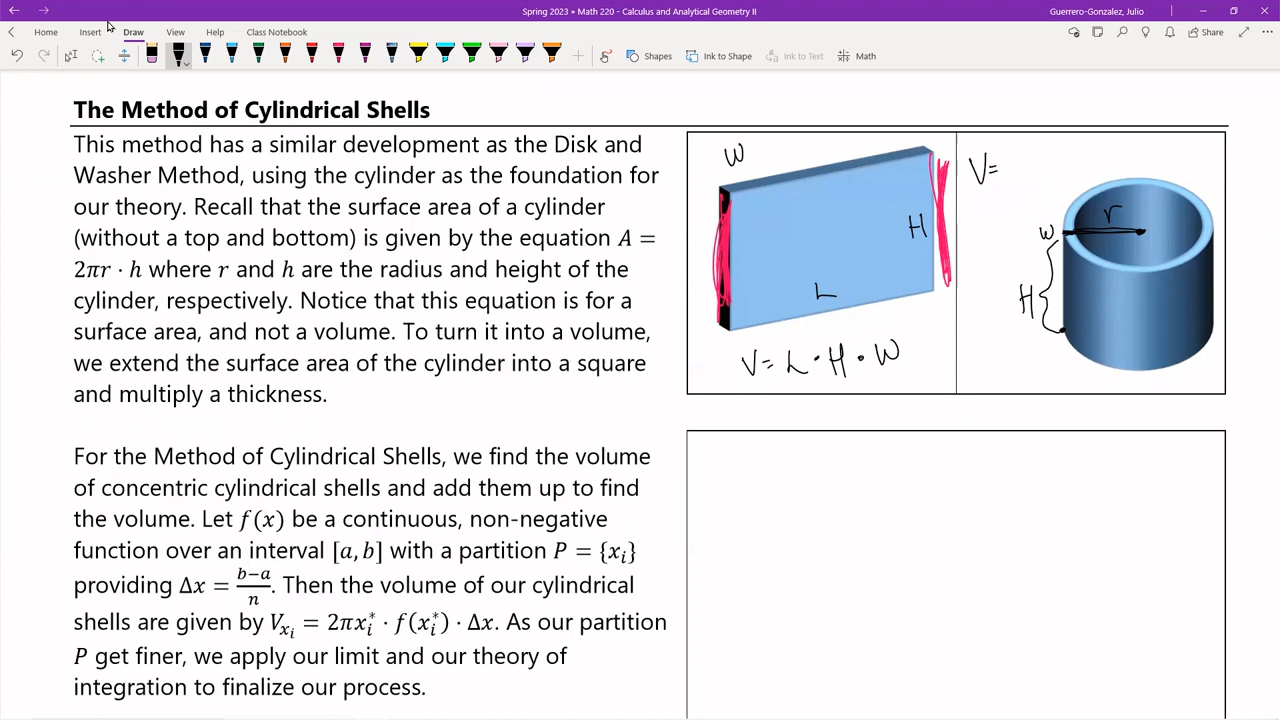 Spring 2023 » Math 220 - Calculus and Analytical Geometry II
Guerrero-Gonzalez, Julio
Home Insert Draw View Help Class Notebook
Share
Shapes Ink to Shape Ink to Text Math
The Method of Cylindrical Shells
This method has a similar development as the Disk and
Washer Method, using the cylinder as the foundation for
our theory. Recall that the surface area of a cylinder
(without a top and bottom) is given by the equation A =
2πr · h where r and h are the radius and height of the
cylinder, respectively. Notice that this equation is for a
surface area, and not a volume. To turn it into a volume,
we extend the surface area of the cylinder into a square
and multiply a thickness.
W
H
L
V= L · H · W
V=
r
W
H
For the Method of Cylindrical Shells, we find the volume
of concentric cylindrical shells and add them up to find
the volume. Let f(x) be a continuous, non-negative
function over an interval [a, b] with a partition P = {xᵢ}
providing Δx = (b−a)/n. Then the volume of our cylindrical
shells are given by V_{xᵢ} = 2πxᵢ* · f(xᵢ*) · Δx. As our partition
P get finer, we apply our limit and our theory of
integration to finalize our process.